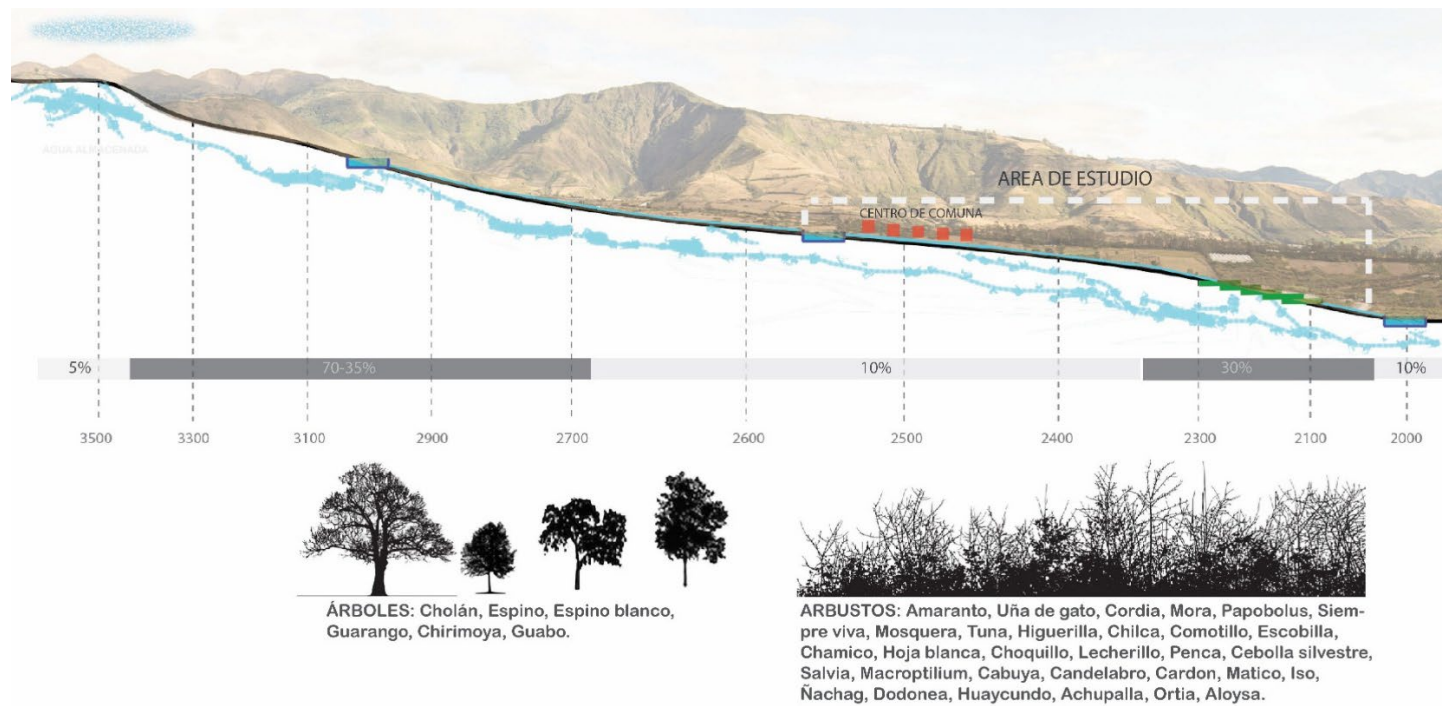 AREA DE ESTUDIO
CENTRO DE COMUNA
AGUA ALMACENADA
5% 70-35% 10% 30% 10%
3500 3300 3100 2900 2700 2600 2500 2400 2300 2100 2000
ÁRBOLES: Cholán, Espino, Espino blanco,
Guarango, Chirimoya, Guabo.
ARBUSTOS: Amaranto, Uña de gato, Cordia, Mora, Papobolus, Siem-
pre viva, Mosquera, Tuna, Higuerilla, Chilca, Comotillo, Escobilla,
Chamico, Hoja blanca, Choquillo, Lecherillo, Penca, Cebolla silvestre,
Salvia, Macroptilium, Cabuya, Candelabro, Cardon, Matico, Iso,
Ñachag, Dodonea, Huaycundo, Achupalla, Ortia, Aloysa.